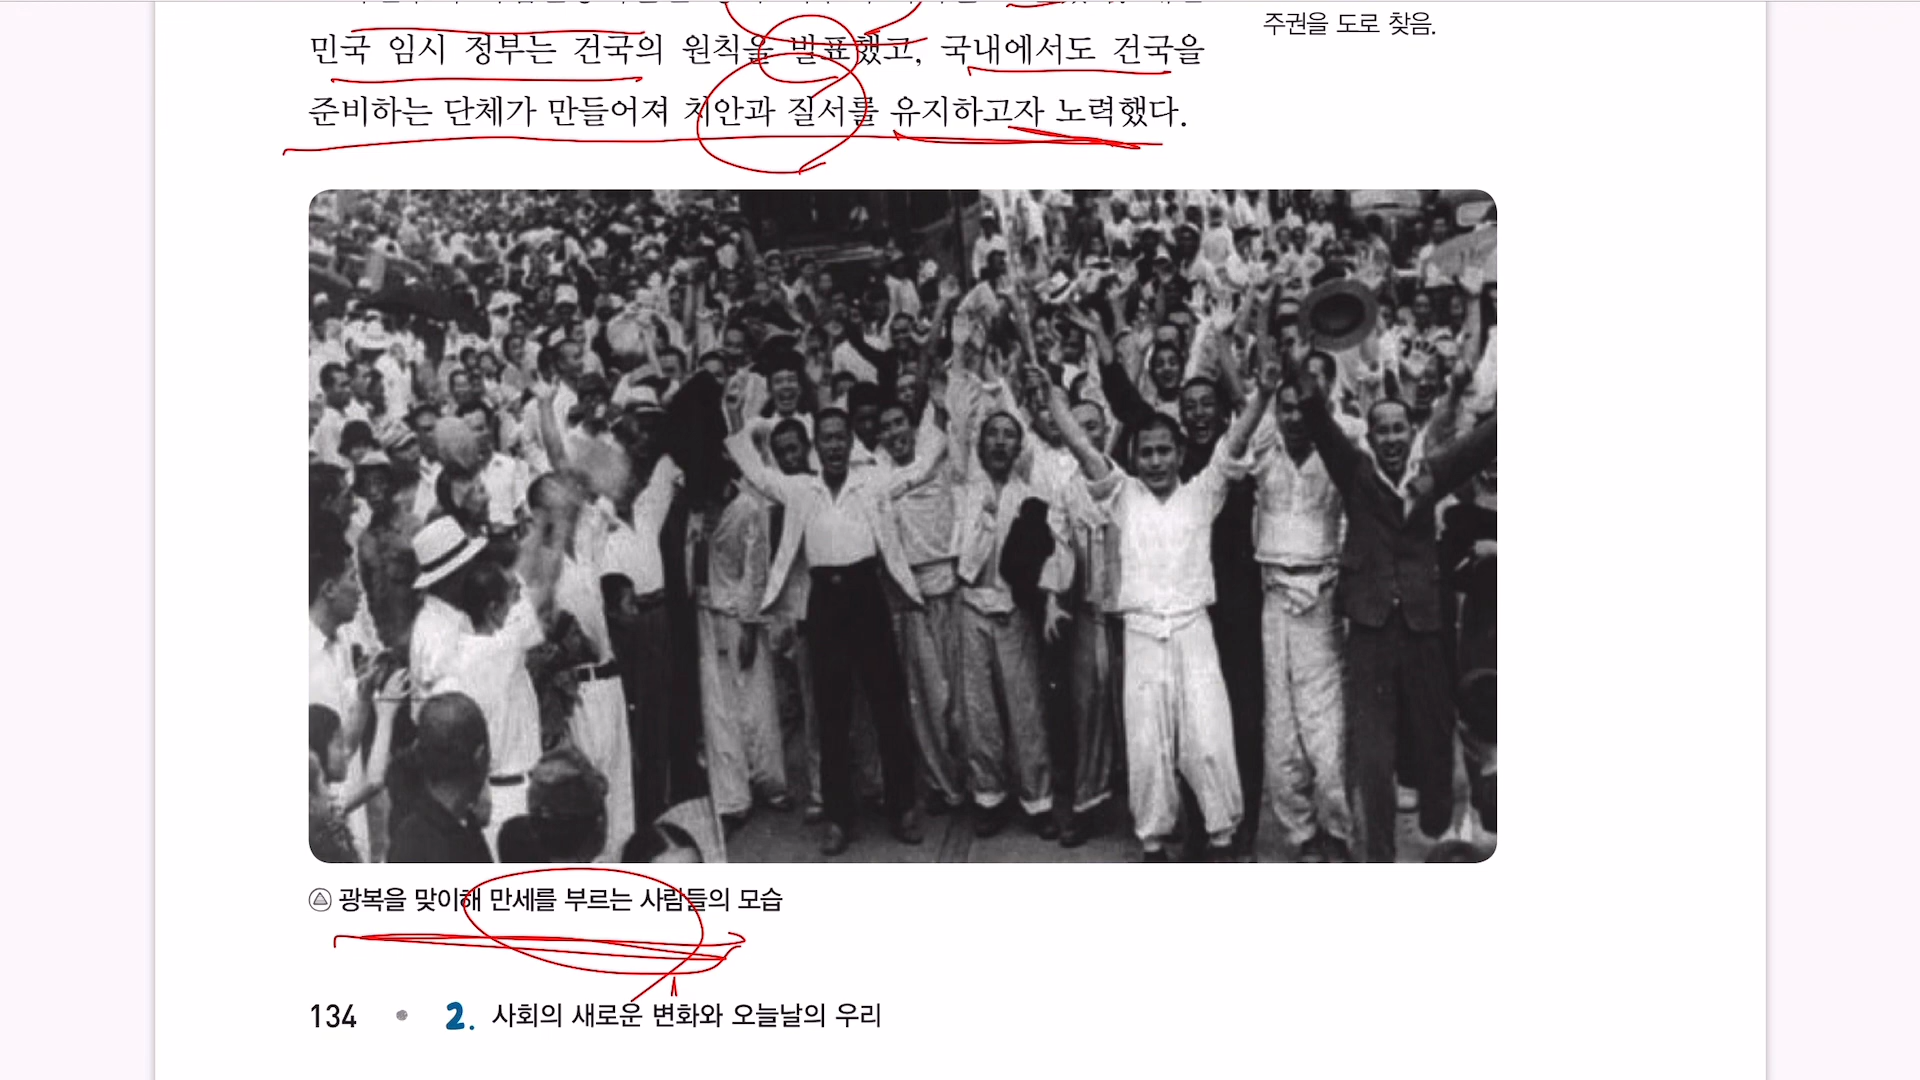 주권을 도로 찾음.
민국 임시 정부는 건국의 원칙을 발표했고, 국내에서도 건국을
준비하는 단체가 만들어져 치안과 질서를 유지하고자 노력했다.
광복을 맞이해 만세를 부르는 사람들의 모습
134 • 2. 사회의 새로운 변화와 오늘날의 우리